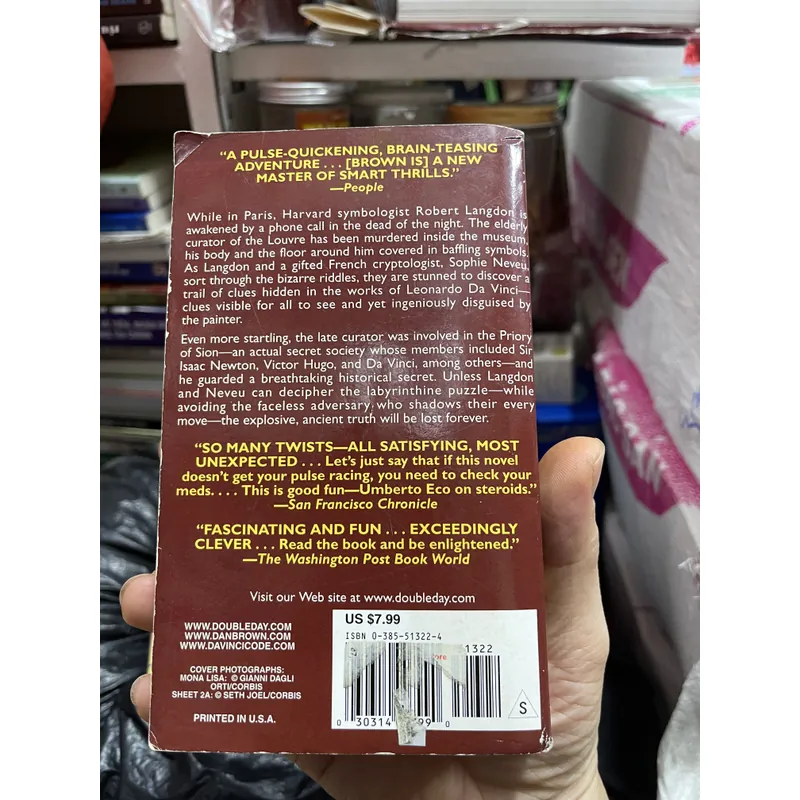 “A PULSE-QUICKENING, BRAIN-TEASING
ADVENTURE . . . [BROWN IS] A NEW
MASTER OF SMART THRILLS.”
—People
While in Paris, Harvard symbologist Robert Langdon is
awakened by a phone call in the dead of the night. The elderly
curator of the Louvre has been murdered inside the museum,
his body and the floor around him covered in baffling symbols.
As Langdon and a gifted French cryptologist, Sophie Neveu,
sort through the bizarre riddles, they are stunned to discover a
trail of clues hidden in the works of Leonardo Da Vinci—
clues visible for all to see and yet ingeniously disguised by
the painter.
Even more startling, the late curator was involved in the Priory
of Sion—an actual secret society whose members included Sir
Isaac Newton, Victor Hugo, and Da Vinci, among others—and
he guarded a breathtaking historical secret. Unless Langdon
and Neveu can decipher the labyrinthine puzzle—while
avoiding the faceless adversary who shadows their every
move—the explosive, ancient truth will be lost forever.
“SO MANY TWISTS—ALL SATISFYING, MOST
UNEXPECTED . . . Let’s just say that if this novel
doesn’t get your pulse racing, you need to check your
meds. . . . This is good fun—Umberto Eco on steroids.”
—San Francisco Chronicle
“FASCINATING AND FUN . . . EXCEEDINGLY
CLEVER . . . Read the book and be enlightened.”
—The Washington Post Book World
Visit our Web site at www.doubleday.com
WWW.DOUBLEDAY.COM
WWW.DANBROWN.COM
WWW.DAVINCICODE.COM
COVER PHOTOGRAPHS:
MONA LISA: © GIANNI DAGLI
ORTI/CORBIS
SHEET 2A: © SETH JOEL/CORBIS
PRINTED IN U.S.A.
US $7.99
ISBN 0-385-51322-4
51322
0 30314 99 0
S